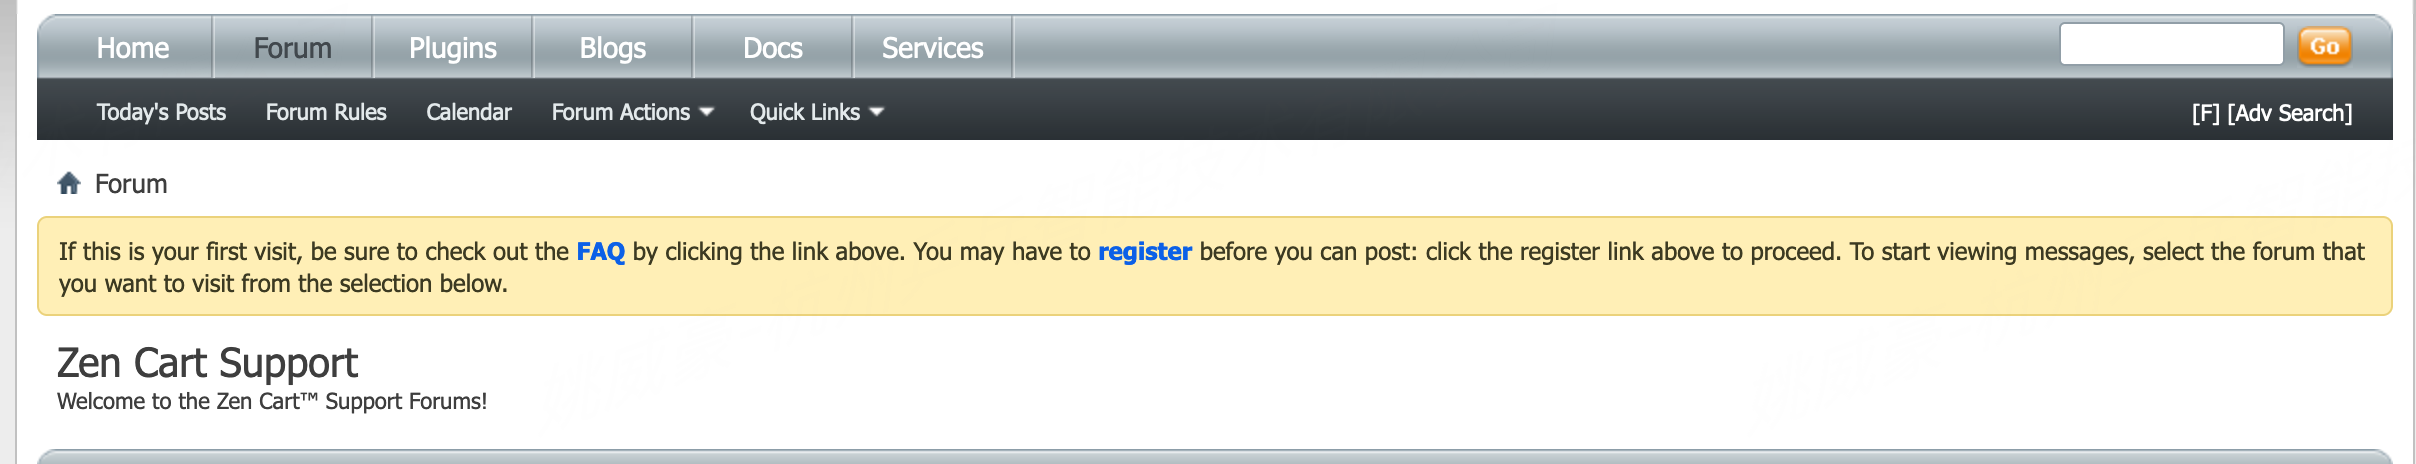 Home Forum Plugins Blogs Docs Services Go
Today's Posts Forum Rules Calendar Forum Actions Quick Links [F] [Adv Search]
Forum
If this is your first visit, be sure to check out the FAQ by clicking the link above. You may have to register before you can post: click the register link above to proceed. To start viewing messages, select the forum that
you want to visit from the selection below.
Zen Cart Support
Welcome to the Zen Cart™ Support Forums!